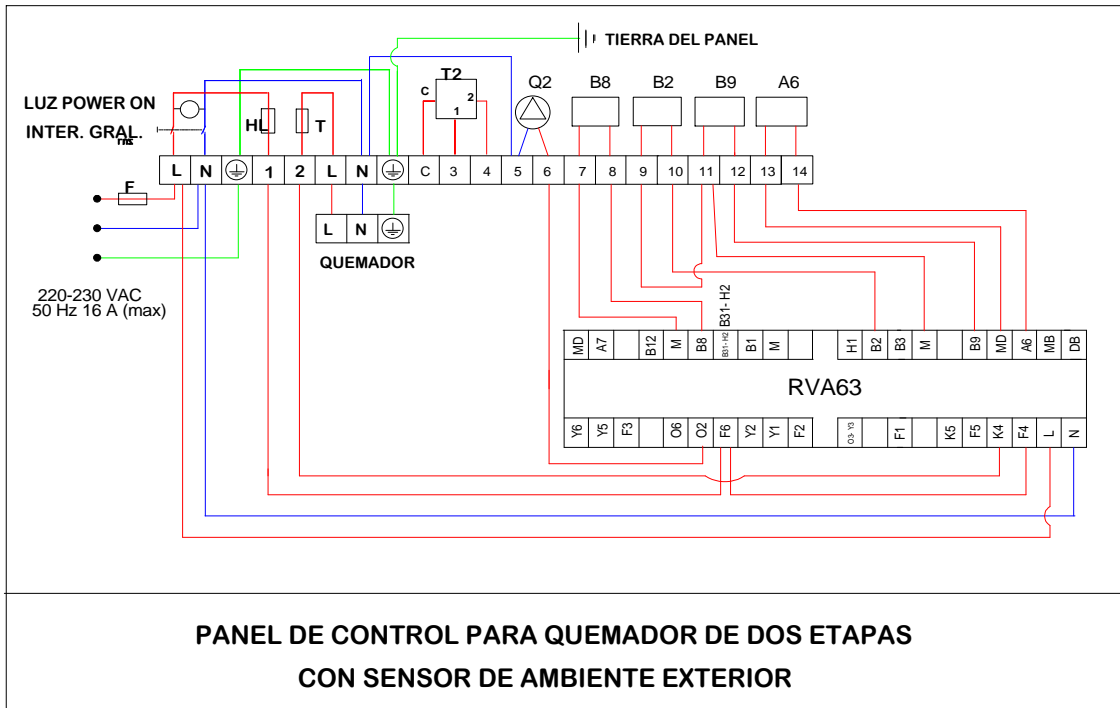 TIERRA DEL PANEL
T2 Q2 B8 B2 B9 A6
C 2 1
LUZ POWER ON
INTER. GRAL.
HL T
L N 1 2 L N C 3 4 5 6 7 8 9 10 11 12 13 14
F
L N
QUEMADOR
220-230 VAC
50 Hz 16 A (max)
B31- H2
MD A7 B12 M B8 B31- H2 B1 M H1 B2 B3 M B9 MD A6 MB DB
RVA63
Y6 Y5 F3 O6 O2 F6 Y2 Y1 F2 O3- Y3 F1 K5 F5 K4 F4 L N
PANEL DE CONTROL PARA QUEMADOR DE DOS ETAPAS
CON SENSOR DE AMBIENTE EXTERIOR